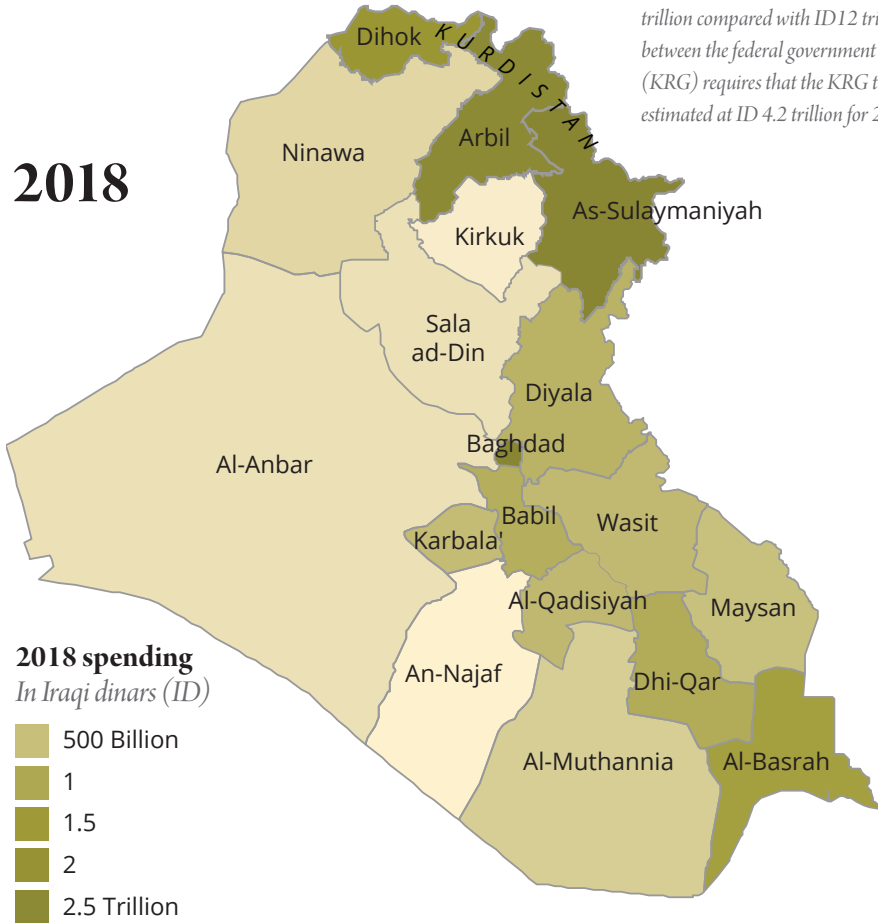 trillion compared with ID12 tri
between the federal government
(KRG) requires that the KRG t
estimated at ID 4.2 trillion for 2
2018
Dihok
KURDISTAN
Ninawa
Arbil
As-Sulaymaniyah
Kirkuk
Sala
ad-Din
Diyala
Baghdad
Al-Anbar
Babil
Wasit
Karbala'
Al-Qadisiyah
Maysan
An-Najaf
Dhi-Qar
Al-Muthannia
Al-Basrah
2018 spending
In Iraqi dinars (ID)
500 Billion
1
1.5
2
2.5 Trillion